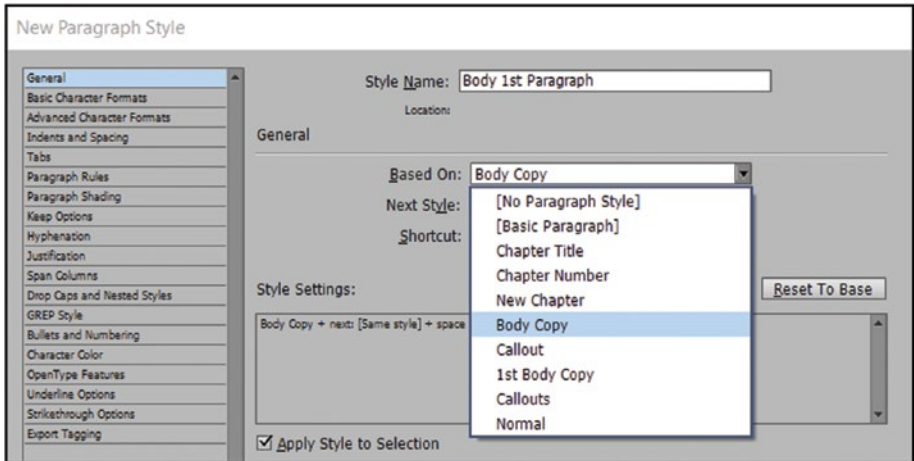 New Paragraph Style
General
Basic Character Formats
Advanced Character Formats
Indents and Spacing
Tabs
Paragraph Rules
Paragraph Shading
Keep Options
Hyphenation
Justification
Span Columns
Drop Caps and Nested Styles
GREP Style
Bullets and Numbering
Character Color
OpenType Features
Underline Options
Strikethrough Options
Export Tagging
Style Name: Body 1st Paragraph
Location:
General
Based On: Body Copy
Next Style:
Shortcut:
[No Paragraph Style]
[Basic Paragraph]
Chapter Title
Chapter Number
New Chapter
Body Copy
Callout
1st Body Copy
Callouts
Normal
Style Settings:
Reset To Base
Body Copy + next: [Same style] + space
Apply Style to Selection